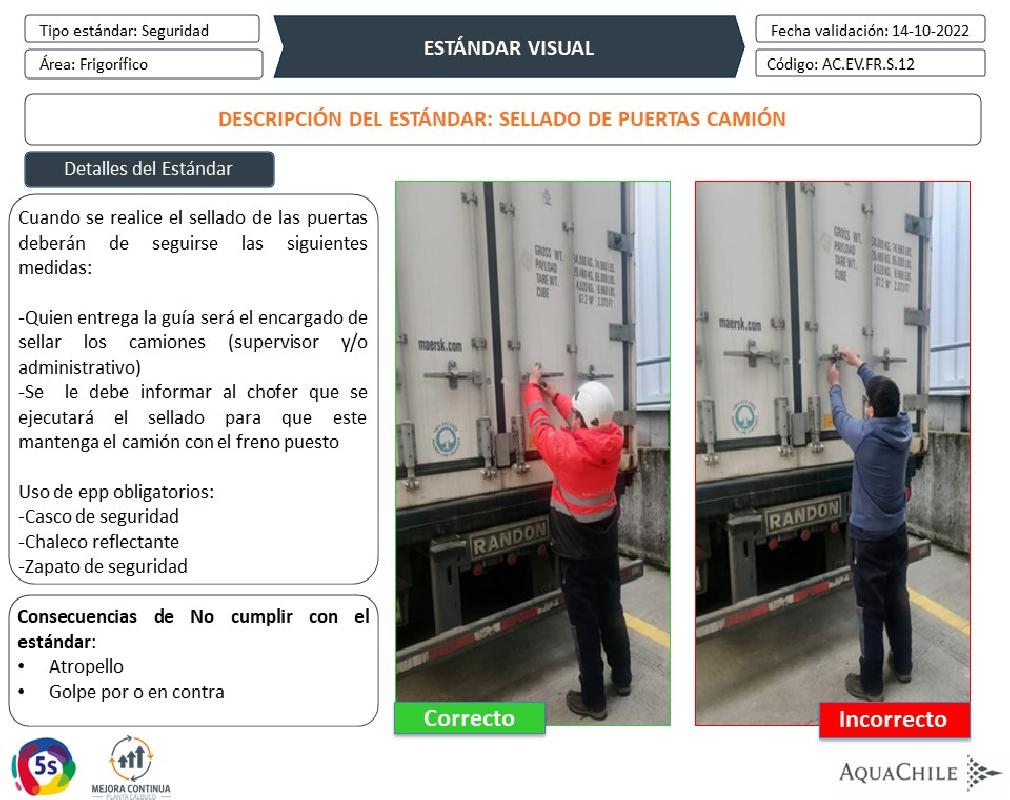 Tipo estándar: Seguridad
Área: Frigorífico
ESTÁNDAR VISUAL
Fecha validación: 14-10-2022
Código: AC.EV.FR.S.12
DESCRIPCIÓN DEL ESTÁNDAR: SELLADO DE PUERTAS CAMIÓN
Detalles del Estándar
Cuando se realice el sellado de las puertas
deberán de seguirse las siguientes
medidas:
-Quien entrega la guía será el encargado de
sellar los camiones (supervisor y/o
administrativo)
-Se le debe informar al chofer que se
ejecutará el sellado para que este
mantenga el camión con el freno puesto
Uso de epp obligatorios:
-Casco de seguridad
-Chaleco reflectante
-Zapato de seguridad
Consecuencias de No cumplir con el
estándar:
• Atropello
• Golpe por o en contra
GROSS WT.
PAYLOAD
TARE WT.
CUBE
maersk.com
RANDON
Correcto
GROSS WT.
PAYLOAD
TARE WT.
CUBE
maersk.com
RANDON
Incorrecto
5s
MEJORA CONTINUA
PLANTA CALBUCO
AQUACHILE